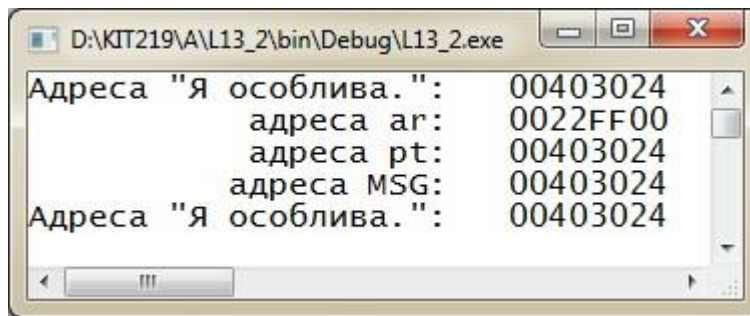 D:\KIT219\A\L13_2\bin\Debug\L13_2.exe
Адреса "Я особлива.": 00403024
адреса ar: 0022FF00
адреса pt: 00403024
адреса MSG: 00403024
Адреса "Я особлива.": 00403024